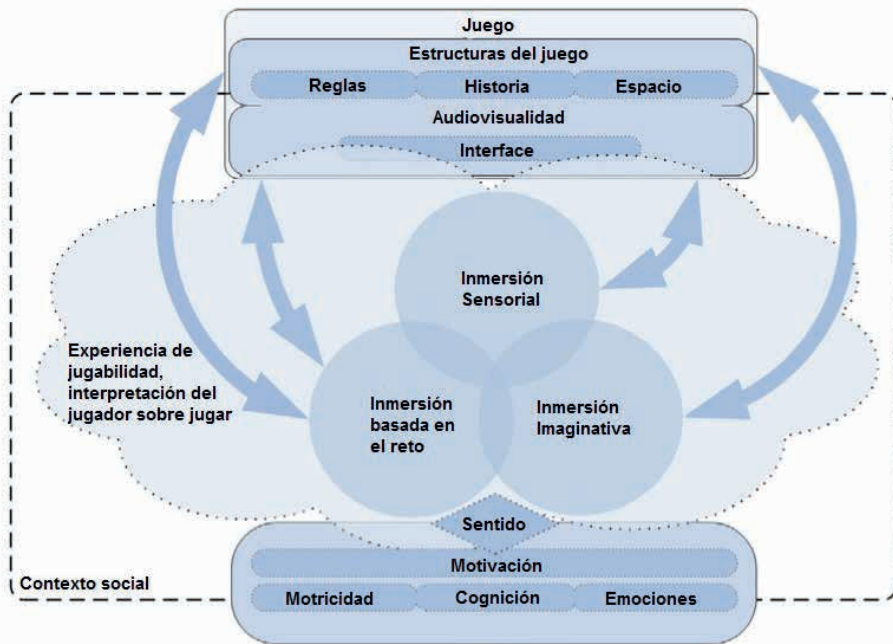 Juego
Estructuras del juego
Reglas
Historia
Espacio
Audiovisualidad
Interface
Inmersión
Sensorial
Experiencia de
jugabilidad,
interpretación del
jugador sobre jugar
Inmersión
basada en
el reto
Inmersión
Imaginativa
Sentido
Motivación
Contexto social
Motricidad
Cognición
Emociones